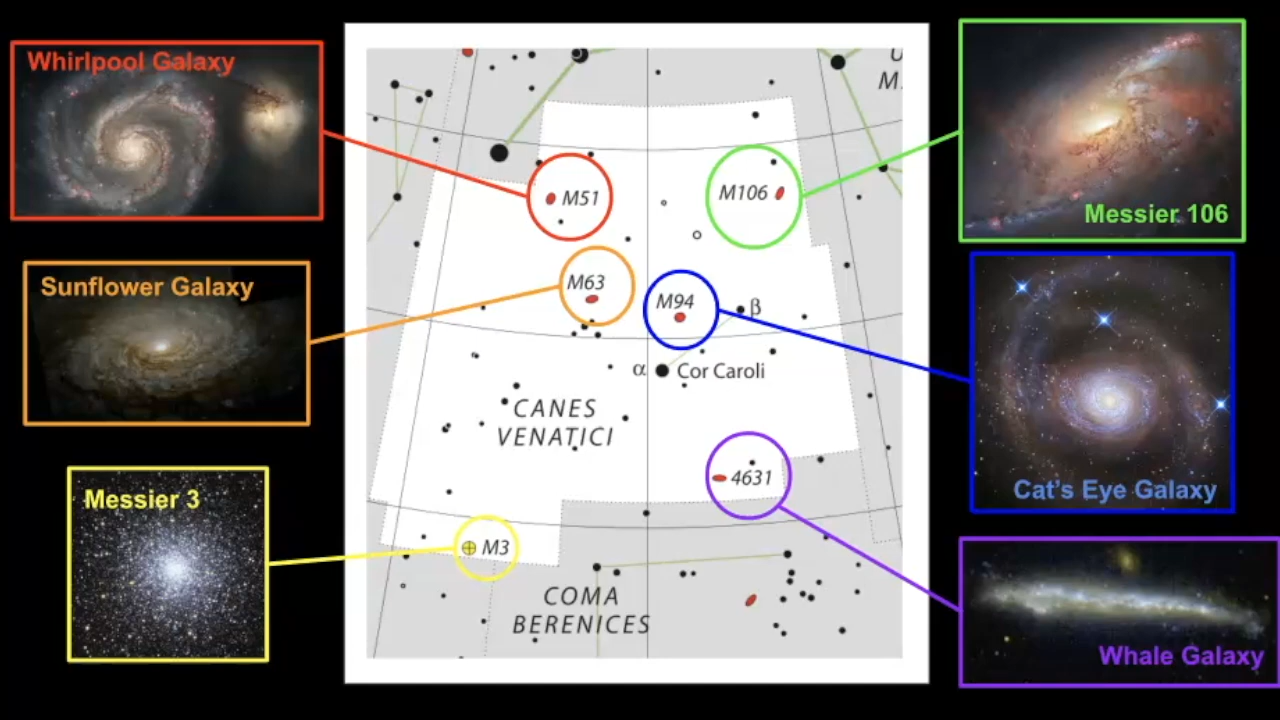 Whirlpool Galaxy
Sunflower Galaxy
Messier 3
M51
M106
M63
M94
β
α Cor Caroli
CANES
VENATICI
4631
M3
COMA
BERENICES
U
M.
Messier 106
Cat's Eye Galaxy
Whale Galaxy